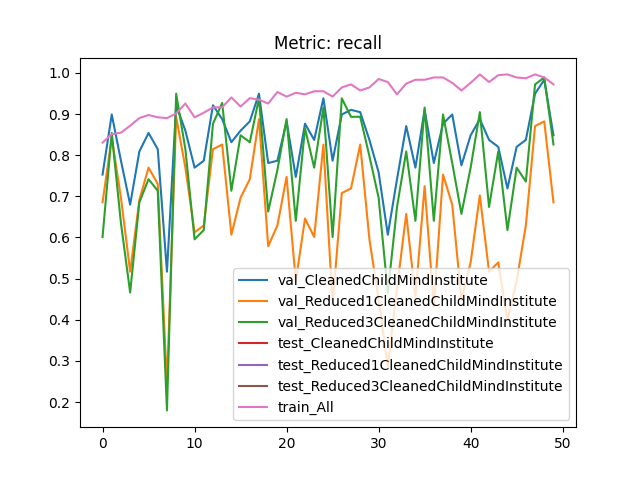 Metric: recall
1.0
0.9
0.8
0.7
0.6
0.5
0.4
0.3
0.2
val_CleanedChildMindInstitute
val_Reduced1CleanedChildMindInstitute
val_Reduced3CleanedChildMindInstitute
test_CleanedChildMindInstitute
test_Reduced1CleanedChildMindInstitute
test_Reduced3CleanedChildMindInstitute
train_All
0 10 20 30 40 50